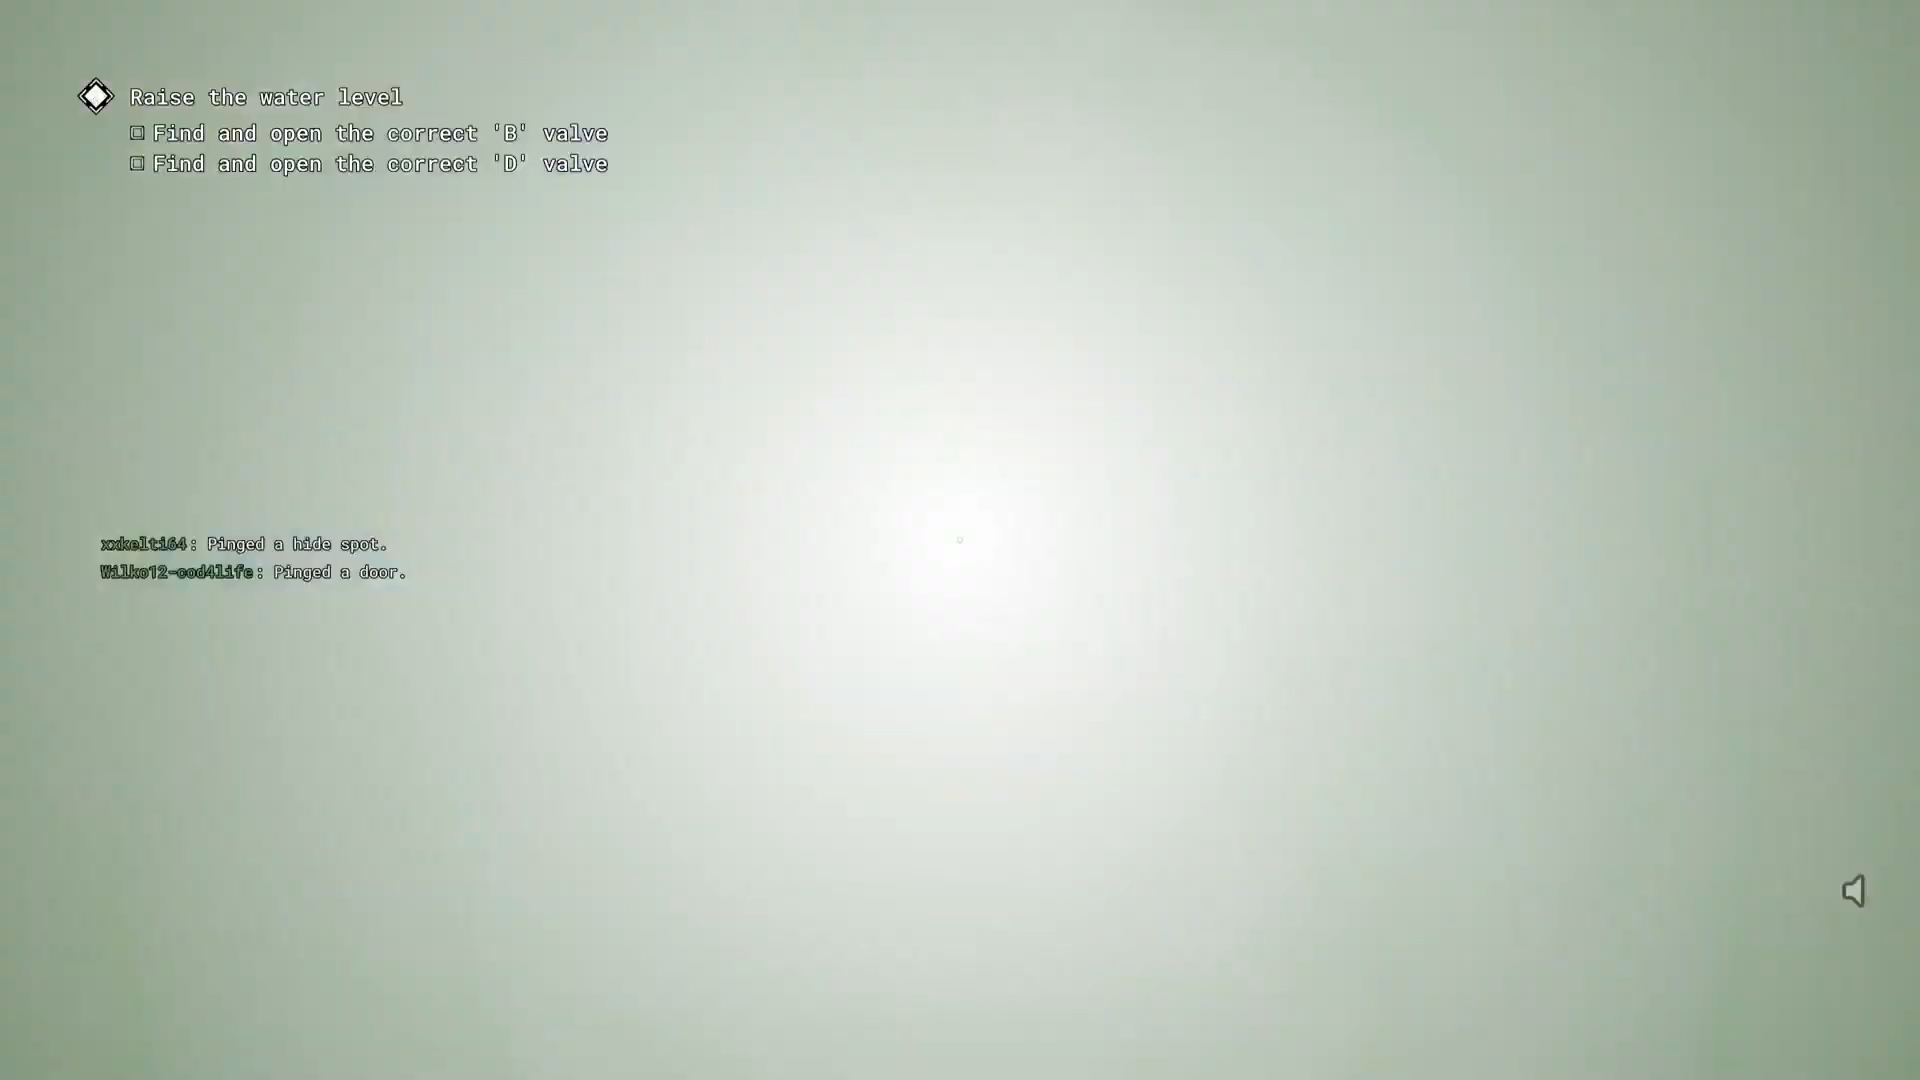 Raise the water level
Find and open the correct 'B' valve
Find and open the correct 'D' valve
xxkelti64: Pinged a hide spot.
Wilko12-cod4life: Pinged a door.